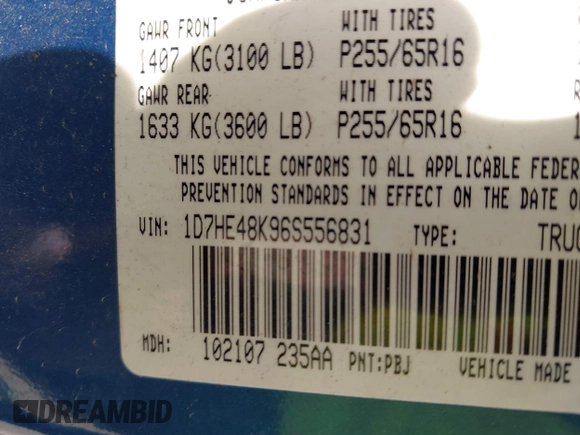 GAWR FRONT WITH TIRES
1407 KG(3100 LB) P255/65R16
GAWR REAR WITH TIRES
1633 KG(3600 LB) P255/65R16
THIS VEHICLE CONFORMS TO ALL APPLICABLE FEDER
PREVENTION STANDARDS IN EFFECT ON THE DATE O
VIN: 1D7HE48K96S556831 TYPE: TRUC
MDH: 102107 235AA PNT:PBJ VEHICLE MADE
DREAMBID